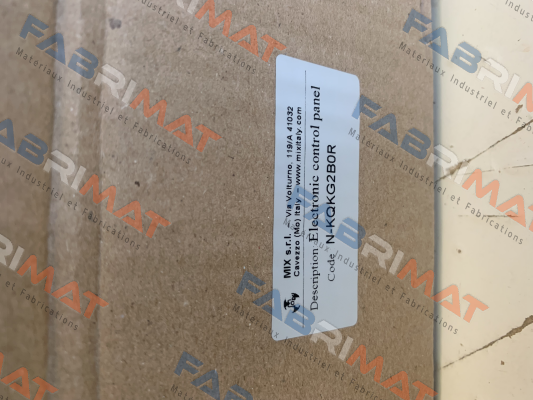 MIX s.r.l. – Via Volturno, 119/A 41032
Cavezzo (Mo) Italy – www.mixitaly.com
Description Electronic control panel
Code N-KQKG2B0R
FABRIMAT
Materiaux Industriel et Fabrications